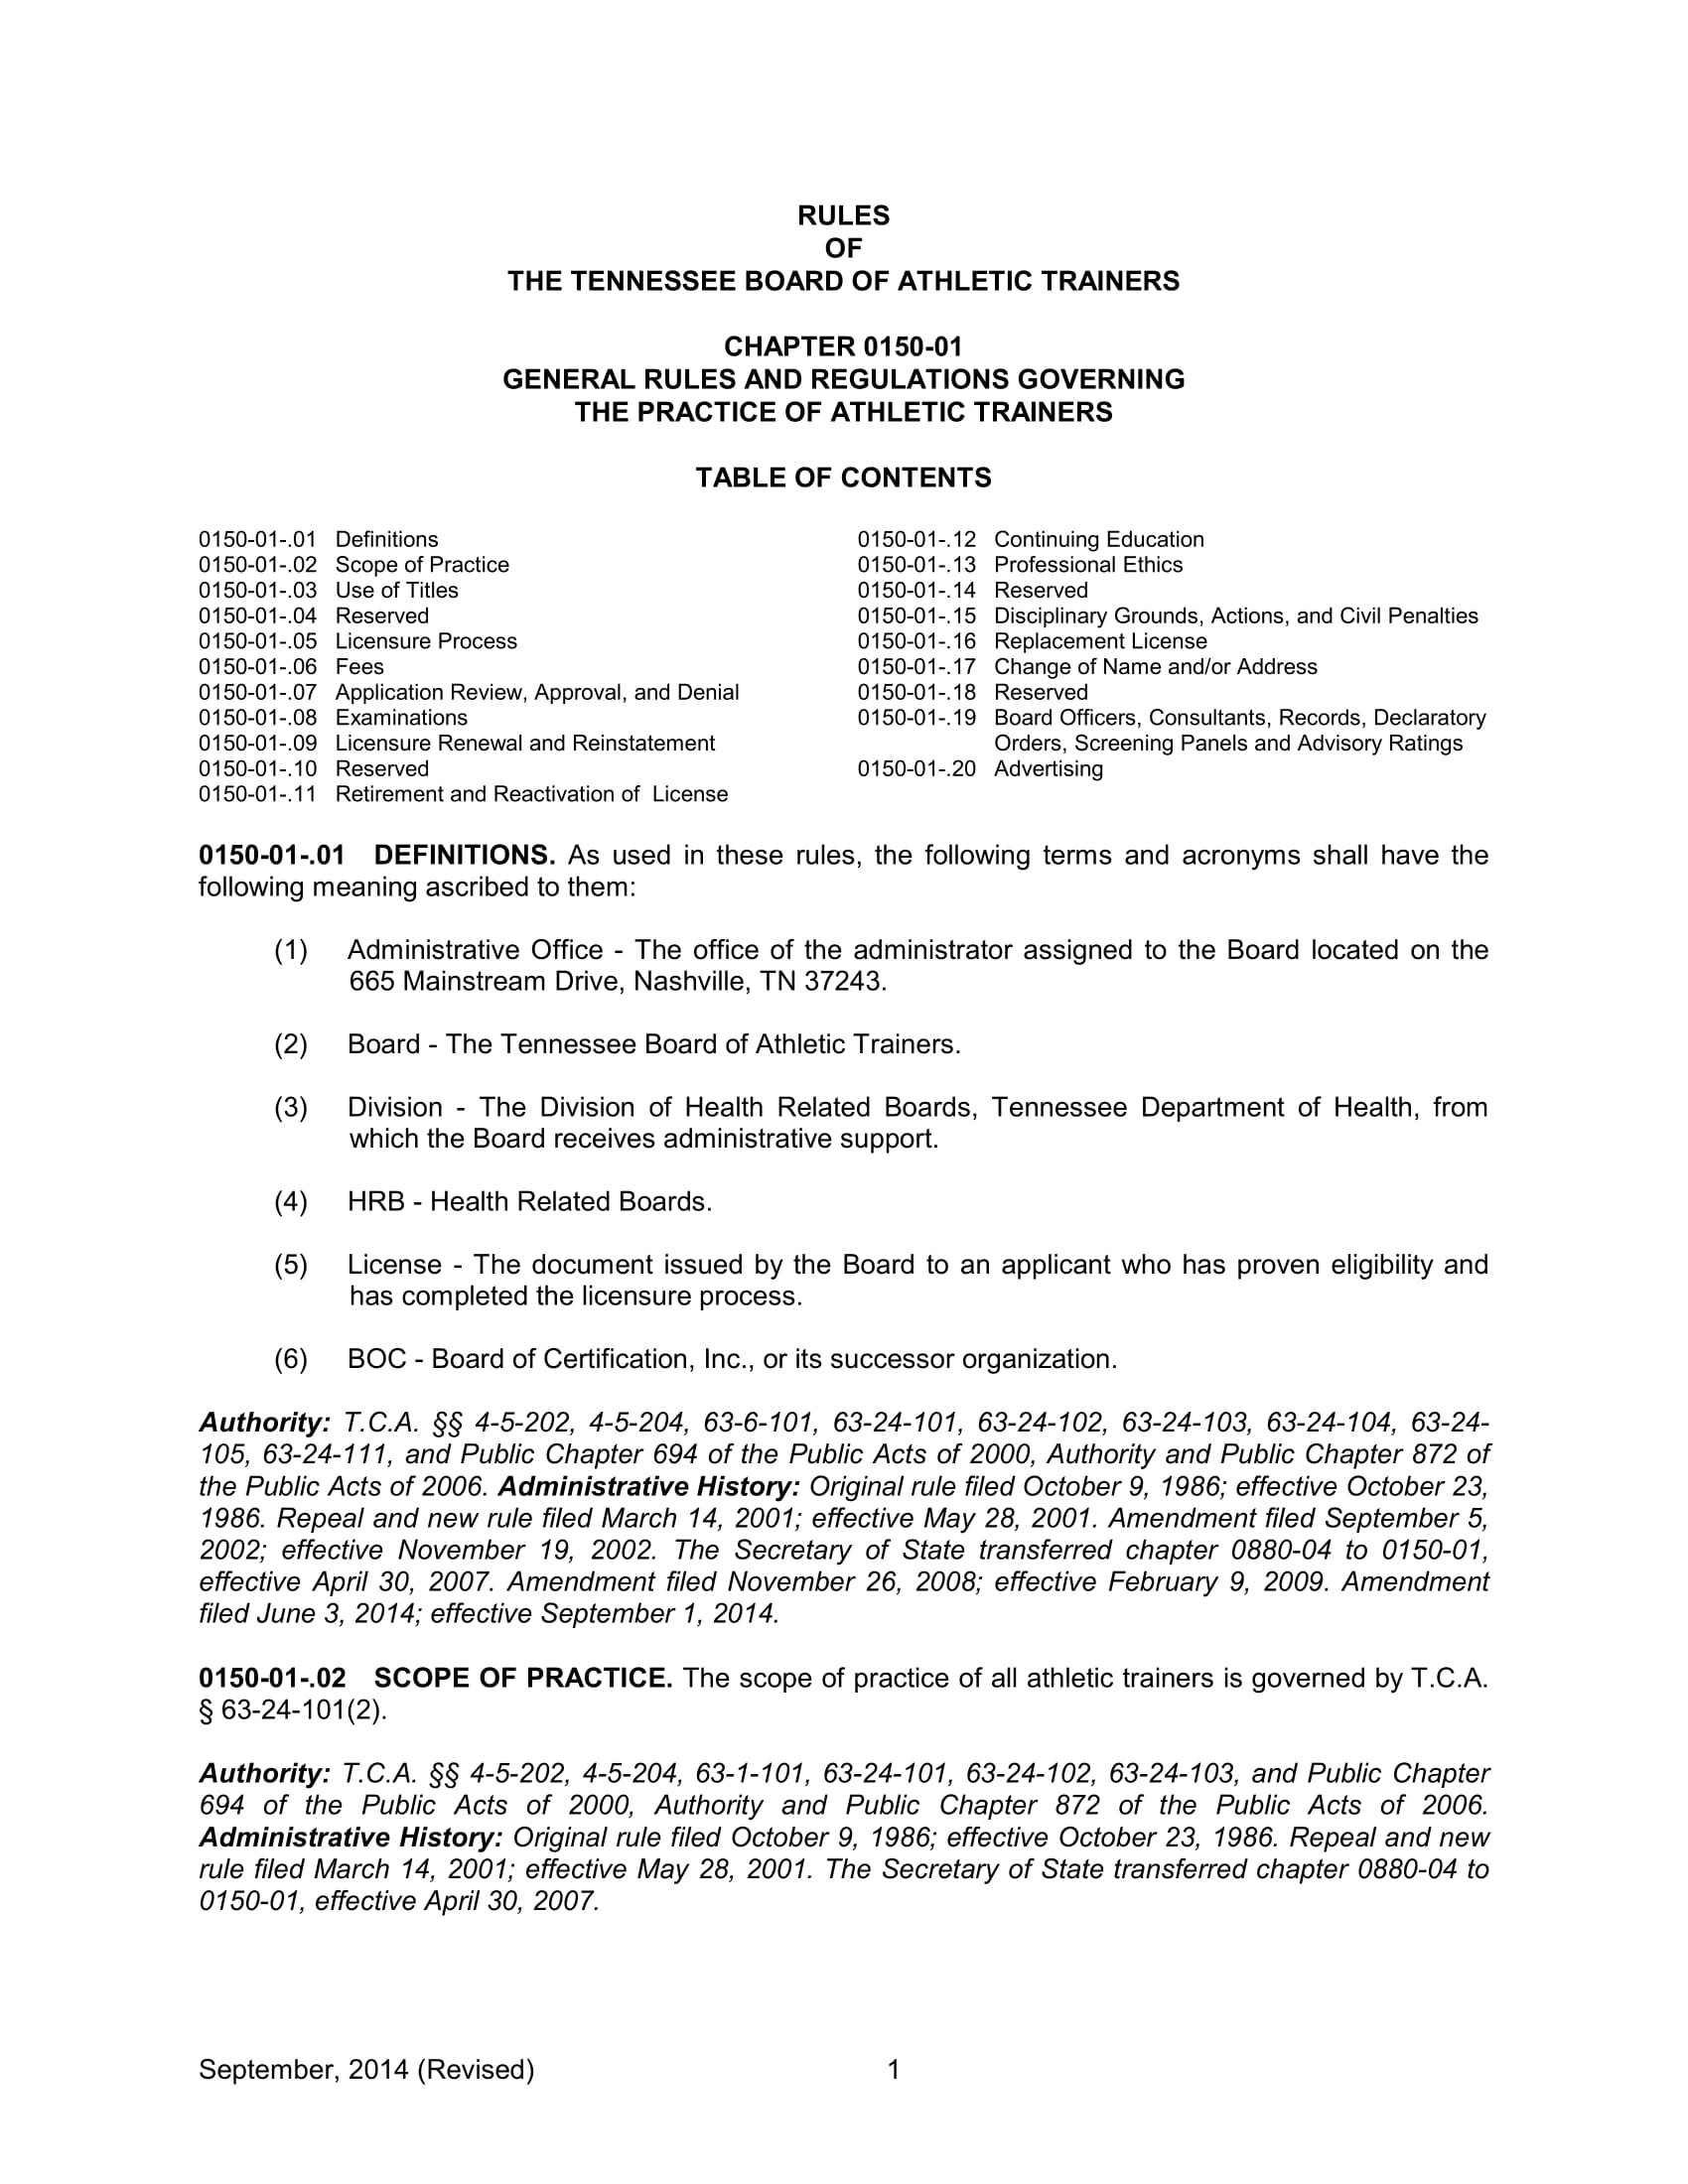 RULES
OF
THE TENNESSEE BOARD OF ATHLETIC TRAINERS
CHAPTER 0150-01
GENERAL RULES AND REGULATIONS GOVERNING
THE PRACTICE OF ATHLETIC TRAINERS
TABLE OF CONTENTS
0150-01-.01 Definitions
0150-01-.02 Scope of Practice
0150-01-.03 Use of Titles
0150-01-.04 Reserved
0150-01-.05 Licensure Process
0150-01-.06 Fees
0150-01-.07 Application Review, Approval, and Denial
0150-01-.08 Examinations
0150-01-.09 Licensure Renewal and Reinstatement
0150-01-.10 Reserved
0150-01-.11 Retirement and Reactivation of License
0150-01-.12 Continuing Education
0150-01-.13 Professional Ethics
0150-01-.14 Reserved
0150-01-.15 Disciplinary Grounds, Actions, and Civil Penalties
0150-01-.16 Replacement License
0150-01-.17 Change of Name and/or Address
0150-01-.18 Reserved
0150-01-.19 Board Officers, Consultants, Records, Declaratory
Orders, Screening Panels and Advisory Ratings
0150-01-.20 Advertising
0150-01-.01 DEFINITIONS. As used in these rules, the following terms and acronyms shall have the
following meaning ascribed to them:
(1) Administrative Office - The office of the administrator assigned to the Board located on the
665 Mainstream Drive, Nashville, TN 37243.
(2) Board - The Tennessee Board of Athletic Trainers.
(3) Division - The Division of Health Related Boards, Tennessee Department of Health, from
which the Board receives administrative support.
(4) HRB - Health Related Boards.
(5) License - The document issued by the Board to an applicant who has proven eligibility and
has completed the licensure process.
(6) BOC - Board of Certification, Inc., or its successor organization.
Authority: T.C.A. §§ 4-5-202, 4-5-204, 63-6-101, 63-24-101, 63-24-102, 63-24-103, 63-24-104, 63-24-
105, 63-24-111, and Public Chapter 694 of the Public Acts of 2000, Authority and Public Chapter 872 of
the Public Acts of 2006. Administrative History: Original rule filed October 9, 1986; effective October 23,
1986. Repeal and new rule filed March 14, 2001; effective May 28, 2001. Amendment filed September 5,
2002; effective November 19, 2002. The Secretary of State transferred chapter 0880-04 to 0150-01,
effective April 30, 2007. Amendment filed November 26, 2008; effective February 9, 2009. Amendment
filed June 3, 2014; effective September 1, 2014.
0150-01-.02 SCOPE OF PRACTICE. The scope of practice of all athletic trainers is governed by T.C.A.
§ 63-24-101(2).
Authority: T.C.A. §§ 4-5-202, 4-5-204, 63-1-101, 63-24-101, 63-24-102, 63-24-103, and Public Chapter
694 of the Public Acts of 2000, Authority and Public Chapter 872 of the Public Acts of 2006.
Administrative History: Original rule filed October 9, 1986; effective October 23, 1986. Repeal and new
rule filed March 14, 2001; effective May 28, 2001. The Secretary of State transferred chapter 0880-04 to
0150-01, effective April 30, 2007.
September, 2014 (Revised) 1